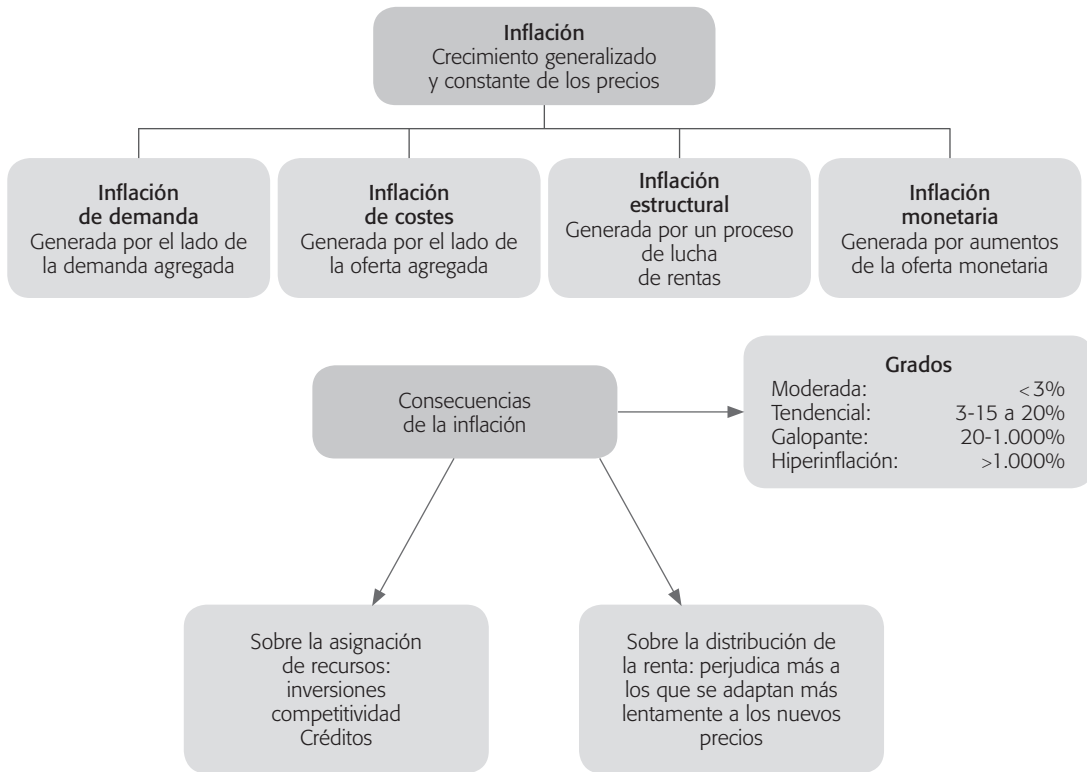 Inflación
Crecimiento generalizado
y constante de los precios
Inflación
de demanda
Generada por el lado de
la demanda agregada
Inflación
de costes
Generada por el lado de
la oferta agregada
Inflación
estructural
Generada por un proceso
de lucha
de rentas
Inflación
monetaria
Generada por aumentos
de la oferta monetaria
Consecuencias
de la inflación
Grados
Moderada: <3%
Tendencial: 3-15 a 20%
Galopante: 20-1.000%
Hiperinflación: >1.000%
Sobre la asignación
de recursos:
inversiones
competitividad
Créditos
Sobre la distribución de
la renta: perjudica más a
los que se adaptan más
lentamente a los nuevos
precios